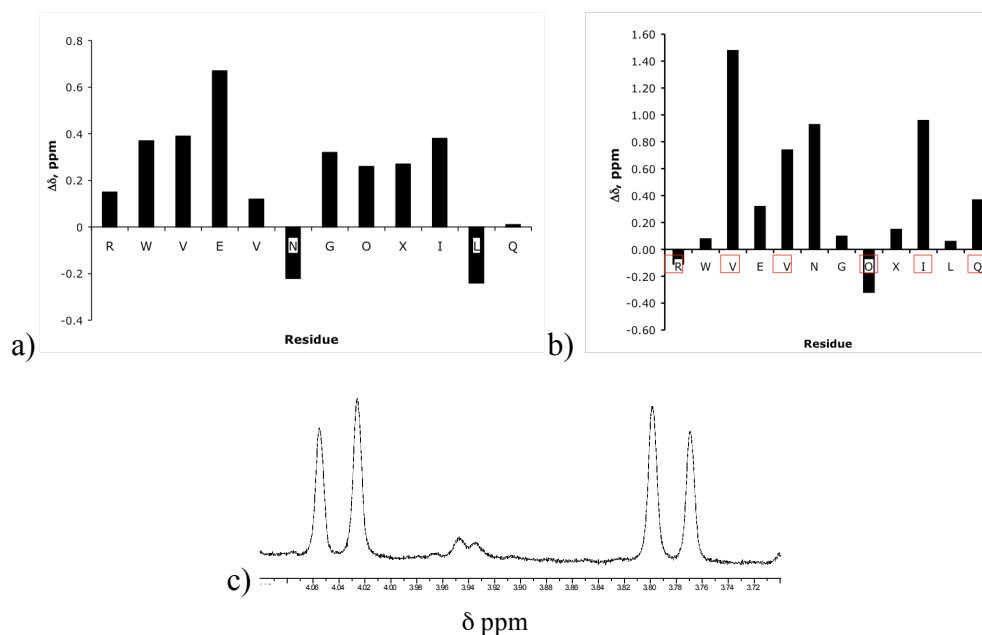 0.8
0.6
0.4
0.2
0
-0.2
-0.4
Δδ, ppm
R W V E V N G O X I L Q
Residue
a)
1.60
1.40
1.20
1.00
0.80
0.60
0.40
0.20
0.00
-0.20
-0.40
-0.60
Δδ, ppm
R W V E V N G O X I L Q
Residue
b)
4.06 4.04 4.02 4.00 3.98 3.96 3.94 3.92 3.90 3.88 3.86 3.84 3.82 3.80 3.78 3.76 3.74 3.72
c)
δ ppm